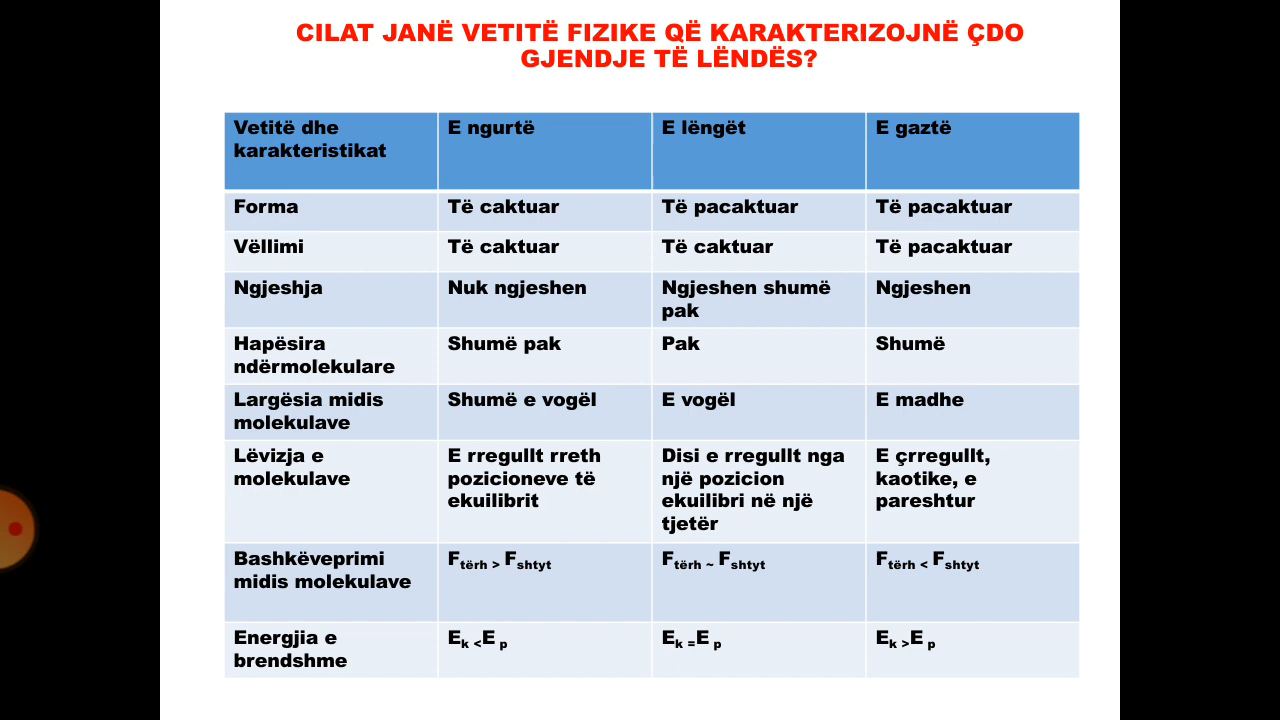 CILAT JANË VETITË FIZIKE QË KARAKTERIZOJNË ÇDO
GJENDJE TË LËNDËS?
Vetitë dhe karakteristikat E ngurtë E lëngët E gaztë
Forma Të caktuar Të pacaktuar Të pacaktuar
Vëllimi Të caktuar Të caktuar Të pacaktuar
Ngjeshja Nuk ngjeshen Ngjeshen shumë pak Ngjeshen
Hapësira ndërmolekulare Shumë pak Pak Shumë
Largësia midis molekulave Shumë e vogël E vogël E madhe
Lëvizja e molekulave E rregullt rreth pozicioneve të ekuilibrit Disi e rregullt nga një pozicion ekuilibri në një tjetër E çrregullt, kaotike, e pareshtur
Bashkëveprimi midis molekulave Ftërh > Fshtyt Ftërh ~ Fshtyt Ftërh < Fshtyt
Energjia e brendshme Ek <E p Ek =E p Ek >E p